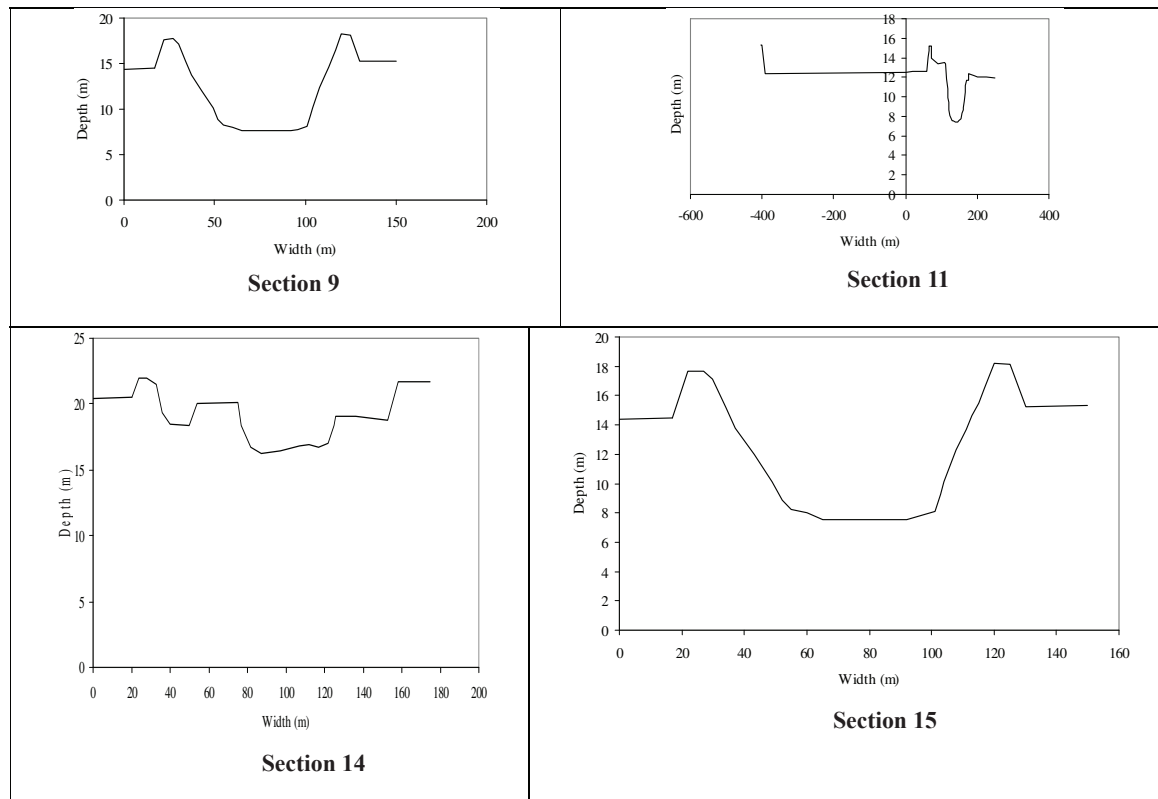 20
15
10
5
0
Depth (m)
0 50 100 150 200
Width (m)
Section 9
18
16
14
12
10
8
6
4
2
0
Depth (m)
-600 -400 -200 0 200 400
Width (m)
Section 11
25
20
15
10
5
0
Depth (m)
0 20 40 60 80 100 120 140 160 180 200
Width (m)
Section 14
20
18
16
14
12
10
8
6
4
2
0
Depth (m)
0 20 40 60 80 100 120 140 160
Width (m)
Section 15